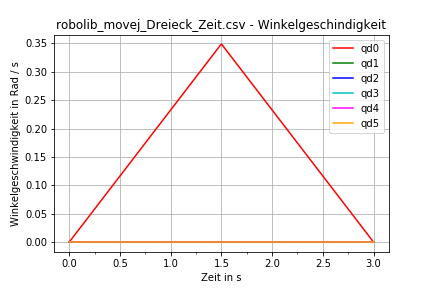 robolib_movej_Dreieck_Zeit.csv - Winkelgeschindigkeit
0.35
0.30
0.25
0.20
0.15
0.10
0.05
0.00
Winkelgeschwindigkeit in Rad / s
qd0
qd1
qd2
qd3
qd4
qd5
0.0 0.5 1.0 1.5 2.0 2.5 3.0
Zeit in s